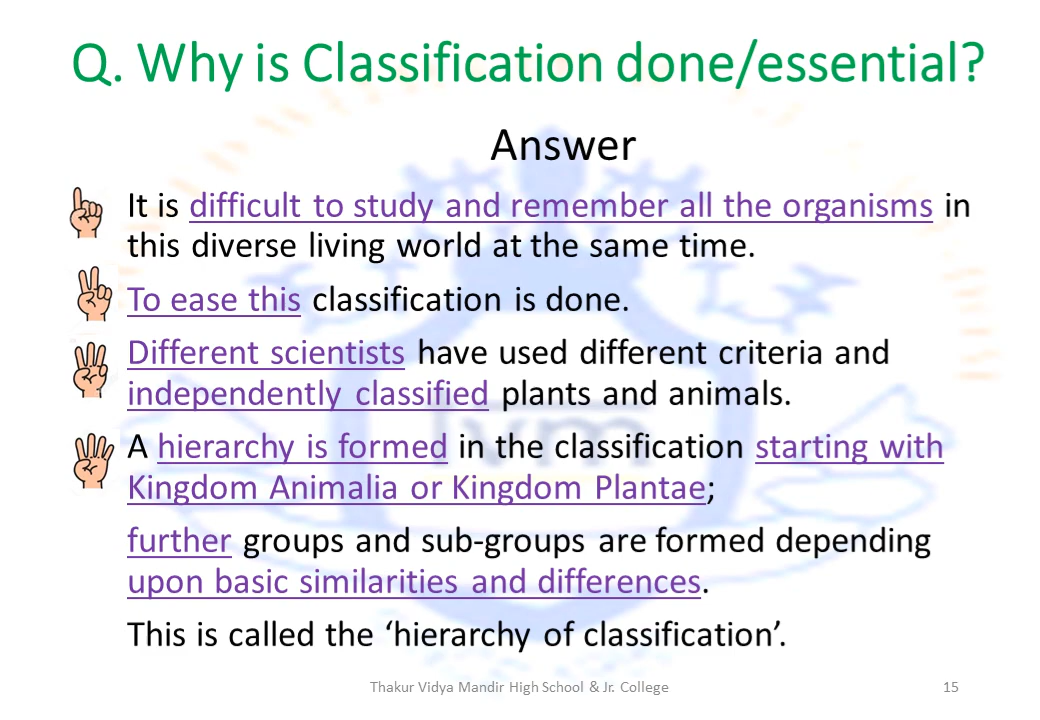 Q. Why is Classification done/essential?
Answer
It is difficult to study and remember all the organisms in
this diverse living world at the same time.
To ease this classification is done.
Different scientists have used different criteria and
independently classified plants and animals.
A hierarchy is formed in the classification starting with
Kingdom Animalia or Kingdom Plantae;
further groups and sub-groups are formed depending
upon basic similarities and differences.
This is called the ‘hierarchy of classification’.
Thakur Vidya Mandir High School & Jr. College
15
tvm